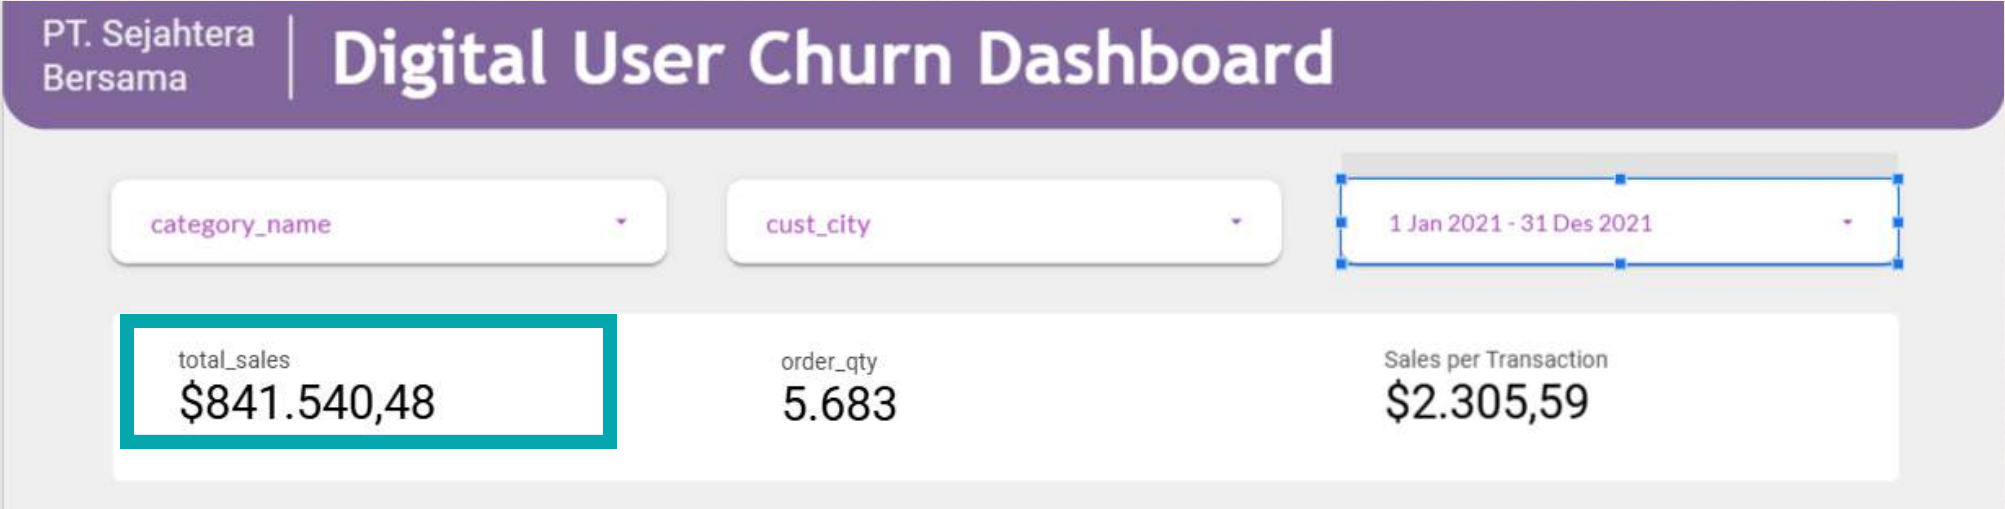 PT. Sejahtera
Bersama
Digital User Churn Dashboard
category_name
cust_city
1 Jan 2021 - 31 Des 2021
total_sales
$841.540,48
order_qty
5.683
Sales per Transaction
$2.305,59